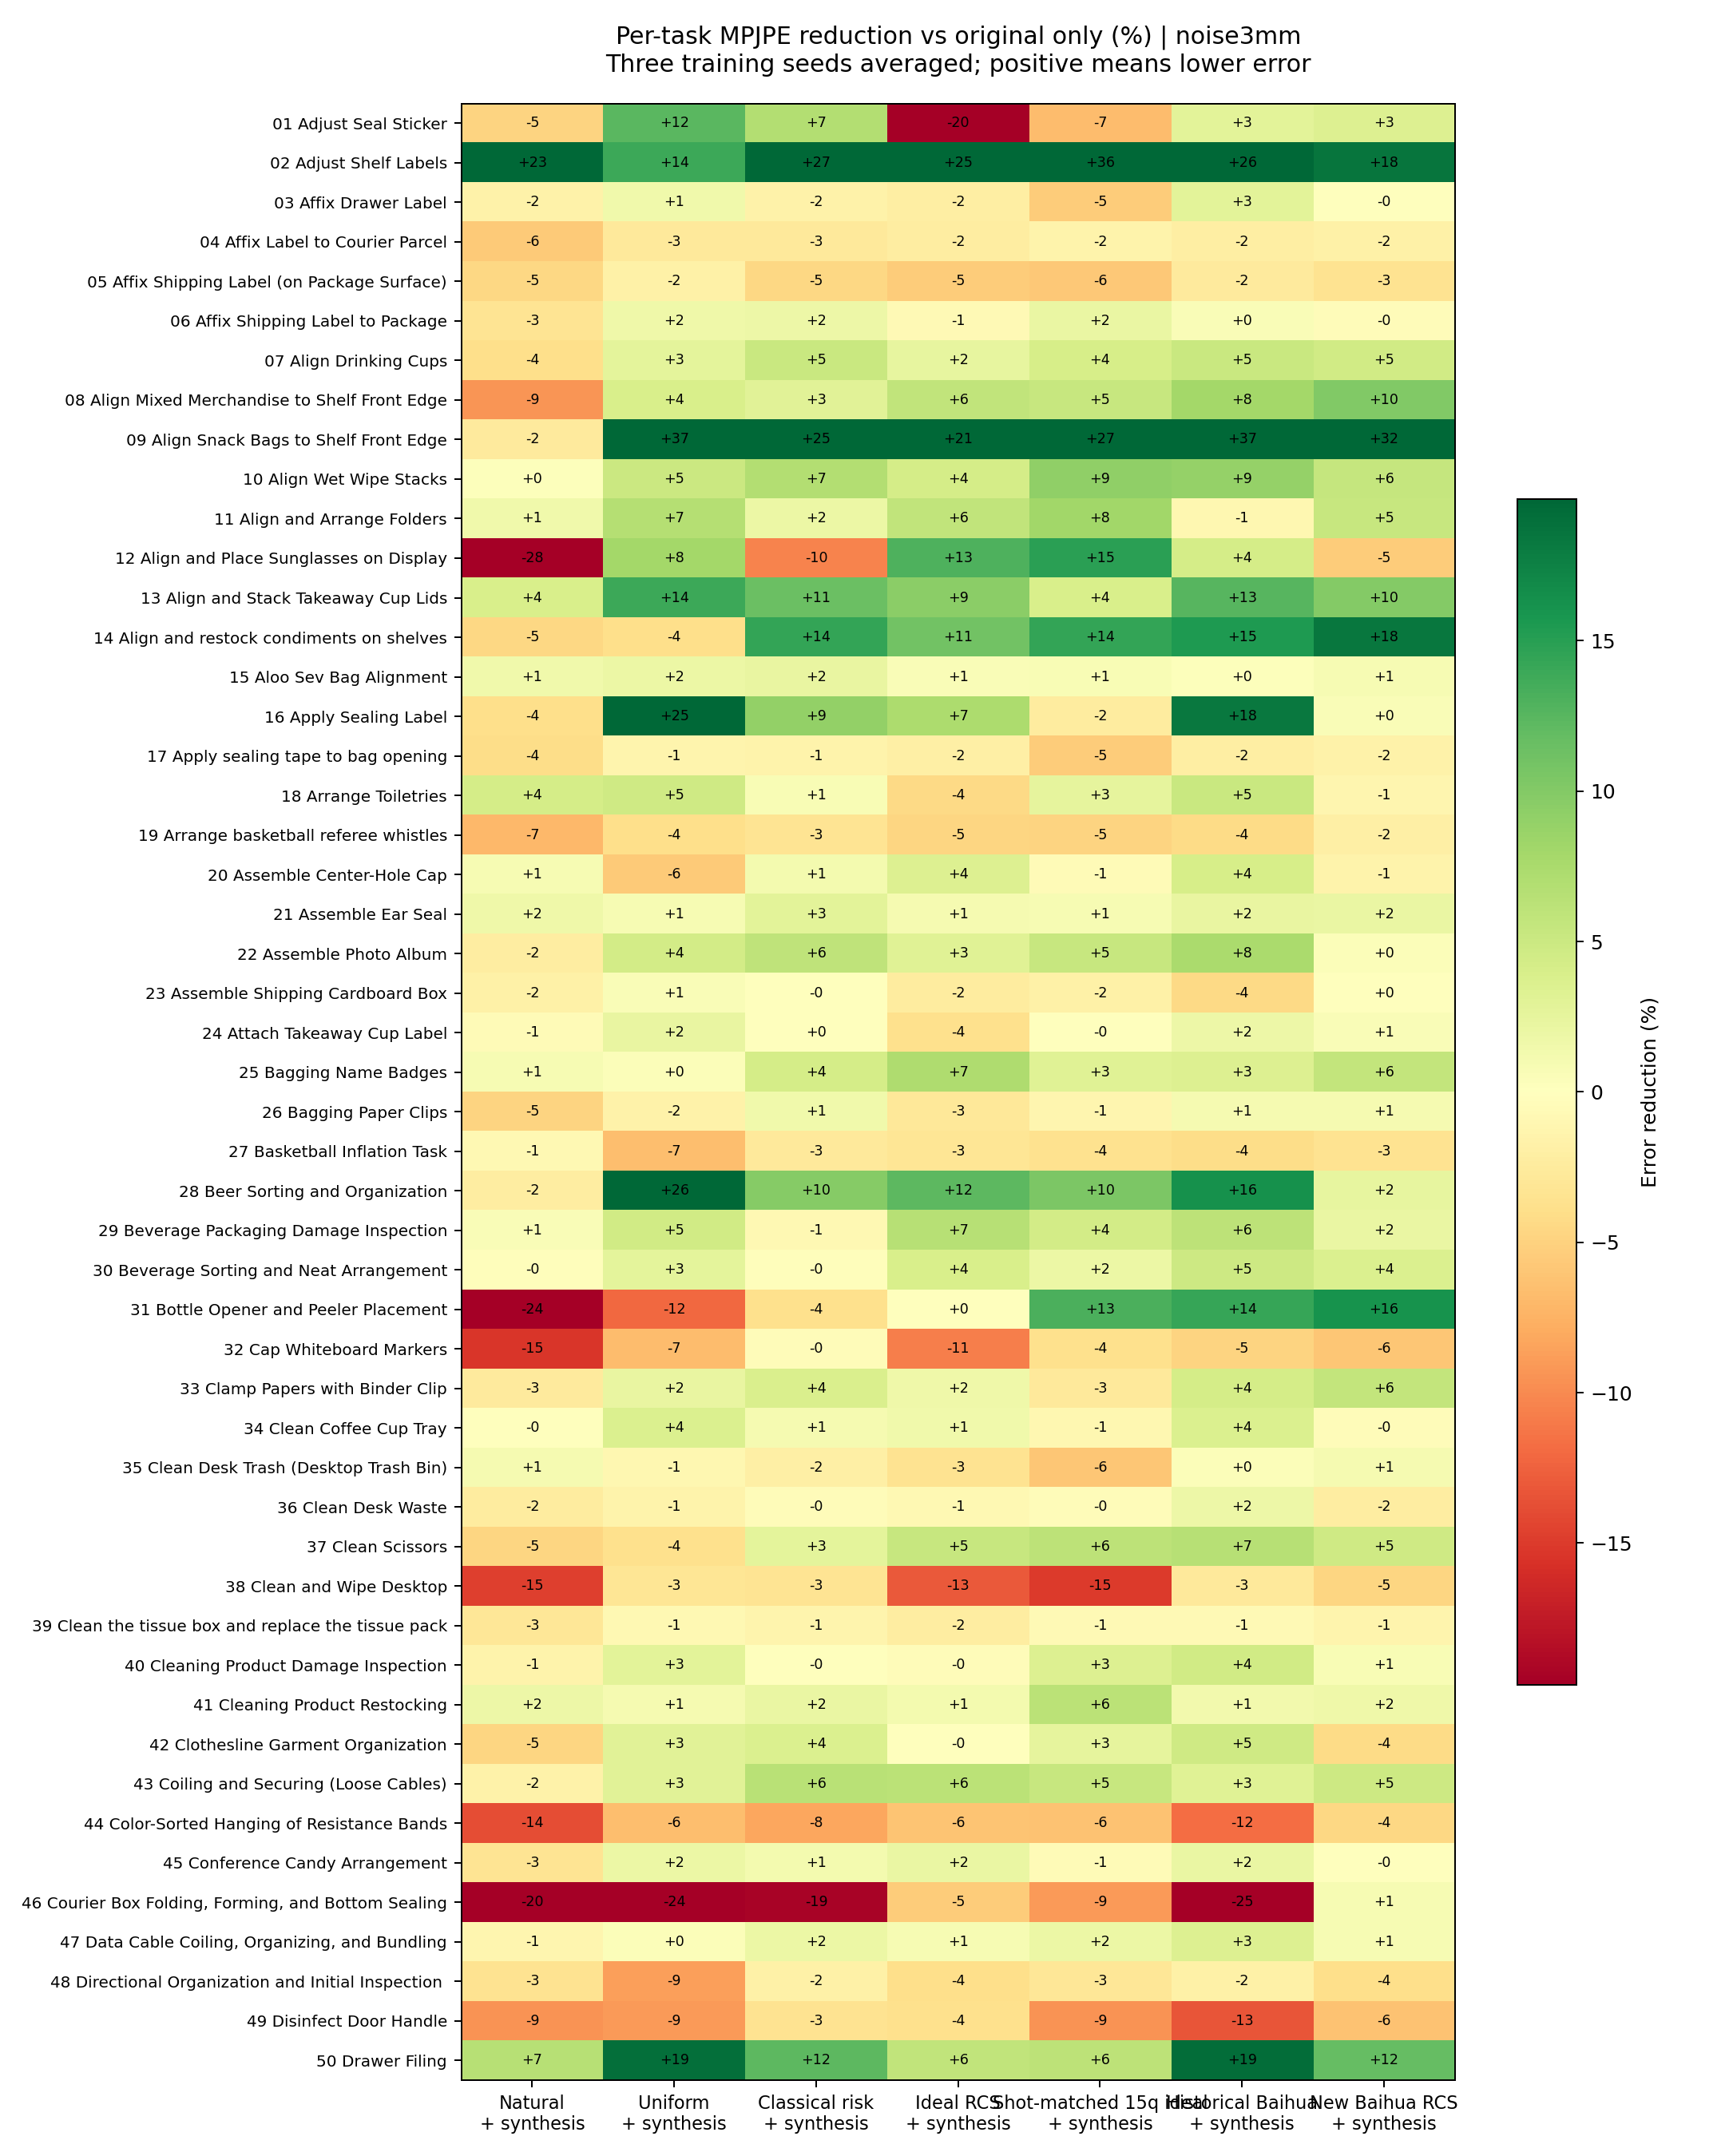 Per-task MPJPE reduction vs original only (%) | noise3mm
Three training seeds averaged; positive means lower error
01 Adjust Seal Sticker -5 +12 +7 -20 -7 +3 +3
02 Adjust Shelf Labels +23 +14 +27 +25 +36 +26 +18
03 Affix Drawer Label -2 +1 -2 -2 -5 +3 -0
04 Affix Label to Courier Parcel -6 -3 -3 -2 -2 -2 -2
05 Affix Shipping Label (on Package Surface) -5 -2 -5 -5 -6 -2 -3
06 Affix Shipping Label to Package -3 +2 +2 -1 +2 +0 -0
07 Align Drinking Cups -4 +3 +5 +2 +4 +5 +5
08 Align Mixed Merchandise to Shelf Front Edge -9 +4 +3 +6 +5 +8 +10
09 Align Snack Bags to Shelf Front Edge -2 +37 +25 +21 +27 +37 +32
10 Align Wet Wipe Stacks +0 +5 +7 +4 +9 +9 +6
11 Align and Arrange Folders +1 +7 +2 +6 +8 -1 +5
12 Align and Place Sunglasses on Display -28 +8 -10 +13 +15 +4 -5
13 Align and Stack Takeaway Cup Lids +4 +14 +11 +9 +4 +13 +10
14 Align and restock condiments on shelves -5 -4 +14 +11 +14 +15 +18
15 Aloo Sev Bag Alignment +1 +2 +2 +1 +1 +0 +1
16 Apply Sealing Label -4 +25 +9 +7 -2 +18 +0
17 Apply sealing tape to bag opening -4 -1 -1 -2 -5 -2 -2
18 Arrange Toiletries +4 +5 +1 -4 +3 +5 -1
19 Arrange basketball referee whistles -7 -4 -3 -5 -5 -4 -2
20 Assemble Center-Hole Cap +1 -6 +1 +4 -1 +4 -1
21 Assemble Ear Seal +2 +1 +3 +1 +1 +2 +2
22 Assemble Photo Album -2 +4 +6 +3 +5 +8 +0
23 Assemble Shipping Cardboard Box -2 +1 -0 -2 -2 -4 +0
24 Attach Takeaway Cup Label -1 +2 +0 -4 -0 +2 +1
25 Bagging Name Badges +1 +0 +4 +7 +3 +3 +6
26 Bagging Paper Clips -5 -2 +1 -3 -1 +1 +1
27 Basketball Inflation Task -1 -7 -3 -3 -4 -4 -3
28 Beer Sorting and Organization -2 +26 +10 +12 +10 +16 +2
29 Beverage Packaging Damage Inspection +1 +5 -1 +7 +4 +6 +2
30 Beverage Sorting and Neat Arrangement -0 +3 -0 +4 +2 +5 +4
31 Bottle Opener and Peeler Placement -24 -12 -4 +0 +13 +14 +16
32 Cap Whiteboard Markers -15 -7 -0 -11 -4 -5 -6
33 Clamp Papers with Binder Clip -3 +2 +4 +2 -3 +4 +6
34 Clean Coffee Cup Tray -0 +4 +1 +1 -1 +4 -0
35 Clean Desk Trash (Desktop Trash Bin) +1 -1 -2 -3 -6 +0 +1
36 Clean Desk Waste -2 -1 -0 -1 -0 +2 -2
37 Clean Scissors -5 -4 +3 +5 +6 +7 +5
38 Clean and Wipe Desktop -15 -3 -3 -13 -15 -3 -5
39 Clean the tissue box and replace the tissue pack -3 -1 -1 -2 -1 -1 -1
40 Cleaning Product Damage Inspection -1 +3 -0 -0 +3 +4 +1
41 Cleaning Product Restocking +2 +1 +2 +1 +6 +1 +2
42 Clothesline Garment Organization -5 +3 +4 -0 +3 +5 -4
43 Coiling and Securing (Loose Cables) -2 +3 +6 +6 +5 +3 +5
44 Color-Sorted Hanging of Resistance Bands -14 -6 -8 -6 -6 -12 -4
45 Conference Candy Arrangement -3 +2 +1 +2 -1 +2 -0
46 Courier Box Folding, Forming, and Bottom Sealing -20 -24 -19 -5 -9 -25 +1
47 Data Cable Coiling, Organizing, and Bundling -1 +0 +2 +1 +2 +3 +1
48 Directional Organization and Initial Inspection -3 -9 -2 -4 -3 -2 -4
49 Disinfect Door Handle -9 -9 -3 -4 -9 -13 -6
50 Drawer Filing +7 +19 +12 +6 +6 +19 +12
Natural + synthesis
Uniform + synthesis
Classical risk + synthesis
Ideal RCS + synthesis
Shot-matched 15q ideal + synthesis
Historical Baihua + synthesis
New Baihua RCS + synthesis
15
10
5
0
−5
−10
−15
Error reduction (%)